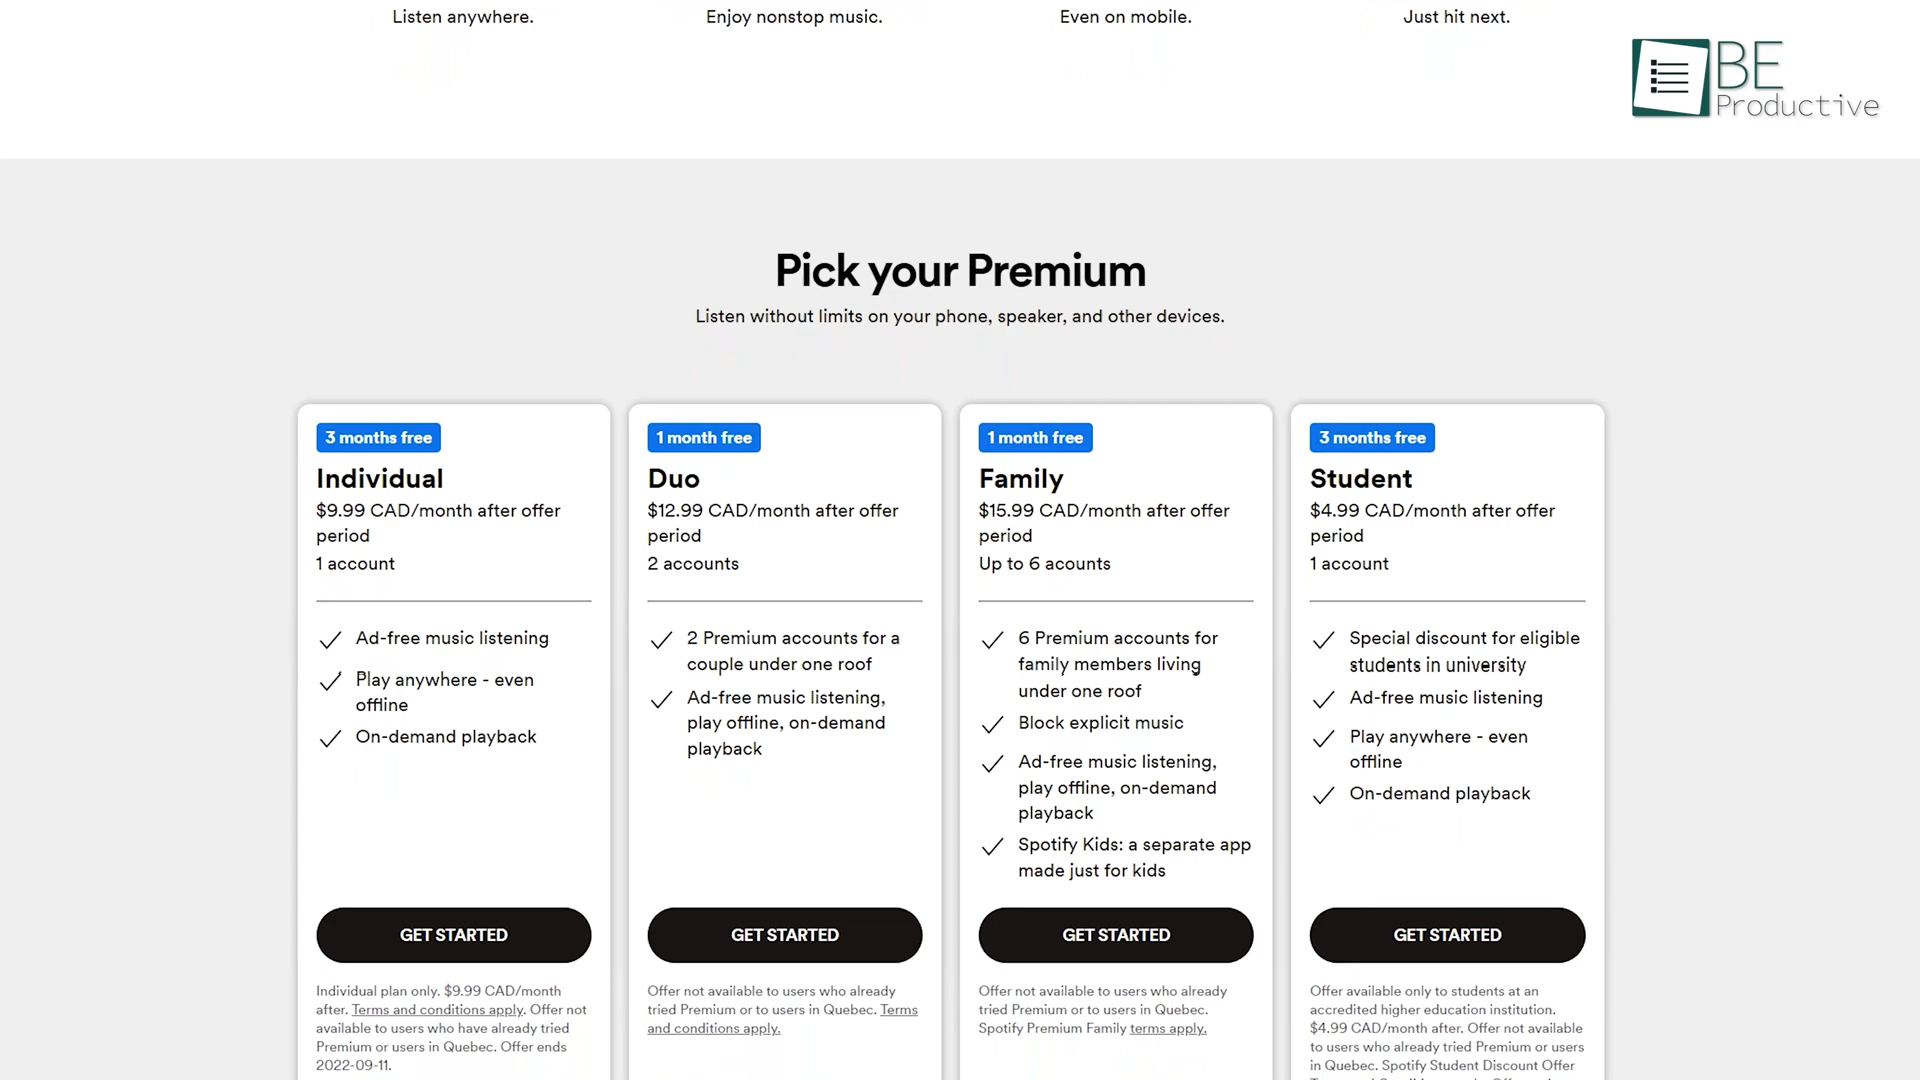 Listen anywhere.
Enjoy nonstop music.
Even on mobile.
Just hit next.
BE
Productive
Pick your Premium
Listen without limits on your phone, speaker, and other devices.
3 months free
Individual
$9.99 CAD/month after offer
period
1 account
Ad-free music listening
Play anywhere - even
offline
On-demand playback
GET STARTED
Individual plan only. $9.99 CAD/month
after. Terms and conditions apply. Offer not
available to users who have already tried
Premium or users in Quebec. Offer ends
2022-09-11.
1 month free
Duo
$12.99 CAD/month after offer
period
2 accounts
2 Premium accounts for a
couple under one roof
Ad-free music listening,
play offline, on-demand
playback
GET STARTED
Offer not available to users who already
tried Premium or to users in Quebec. Terms
and conditions apply.
1 month free
Family
$15.99 CAD/month after offer
period
Up to 6 acounts
6 Premium accounts for
family members living
under one roof
Block explicit music
Ad-free music listening,
play offline, on-demand
playback
Spotify Kids: a separate app
made just for kids
GET STARTED
Offer not available to users who already
tried Premium or to users in Quebec.
Spotify Premium Family terms apply.
3 months free
Student
$4.99 CAD/month after offer
period
1 account
Special discount for eligible
students in university
Ad-free music listening
Play anywhere - even
offline
On-demand playback
GET STARTED
Offer available only to students at an
accredited higher education institution.
$4.99 CAD/month after. Offer not available
to users who already tried Premium or users
in Quebec. Spotify Student Discount Offer